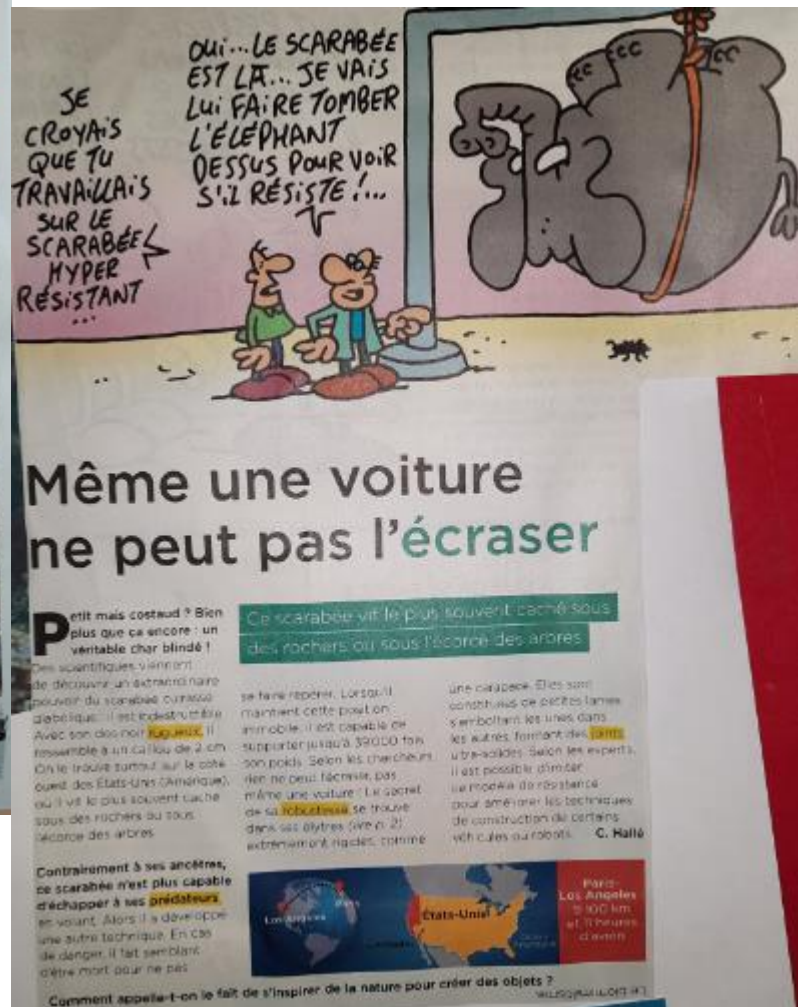 JE
CROYAIS
QUE TU
TRAVAILLAIS
SUR LE
SCARABÉE
HYPER
RÉSISTANT
...
OUI... LE SCARABÉE
EST LÀ... JE VAIS
LUI FAIRE TOMBER
L'ÉLÉPHANT
DESSUS POUR VOIR
S'IL RÉSISTE !...
Même une voiture
ne peut pas l'écraser
Petit mais costaud ? Bien
plus que ça encore : un
véritable char blindé !
Des scientifiques viennent
de découvrir un extraordinaire
pouvoir du scarabée cuirassé
diabolique : il est indestructible.
Avec son dos noir rugueux, il
ressemble à un caillou de 2 cm.
On le trouve surtout sur la côte
ouest des États-Unis (Amérique),
où il vit le plus souvent caché
sous des rochers ou sous
l'écorce des arbres.
Contrairement à ses ancêtres,
ce scarabée n'est plus capable
d'échapper à ses prédateurs
en volant. Alors il a développé
une autre technique. En cas
de danger, il fait semblant
d'être mort pour ne pas
Ce scarabée vit le plus souvent caché sous
des rochers ou sous l'écorce des arbres
se faire repérer. Lorsqu'il
maintient cette position
immobile, il est capable de
supporter jusqu'à 39000 fois
son poids. Selon les chercheurs,
rien ne peut l'écraser, pas
même une voiture ! Le secret
de sa robustesse se trouve
dans ses élytres (lire p. 2)
extrêmement rigides, comme
une carapace. Elles sont
constituées de petites lames
s'emboîtant les unes dans
les autres, formant des joints
ultra-solides. Selon les experts,
il est possible d'imiter
ce modèle de résistance
pour améliorer les techniques
de construction de certains
véhicules ou robots. C. Hallé
Los Angeles
Paris
États-Unis
Paris-
Los Angeles
9 100 km
et 11 heures
d'avion
Comment appelle-t-on le fait de s'inspirer de la nature pour créer des objets ?
Le biomimétisme